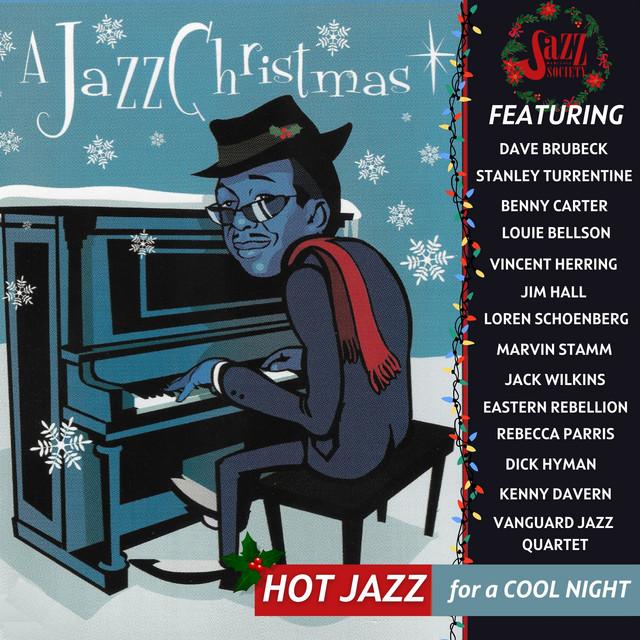 A Jazz Christmas
Jazz
SOCIETY
FEATURING
DAVE BRUBECK
STANLEY TURRENTINE
BENNY CARTER
LOUIE BELLSON
VINCENT HERRING
JIM HALL
LOREN SCHOENBERG
MARVIN STAMM
JACK WILKINS
EASTERN REBELLION
REBECCA PARRIS
DICK HYMAN
KENNY DAVERN
VANGUARD JAZZ
QUARTET
HOT JAZZ for a COOL NIGHT